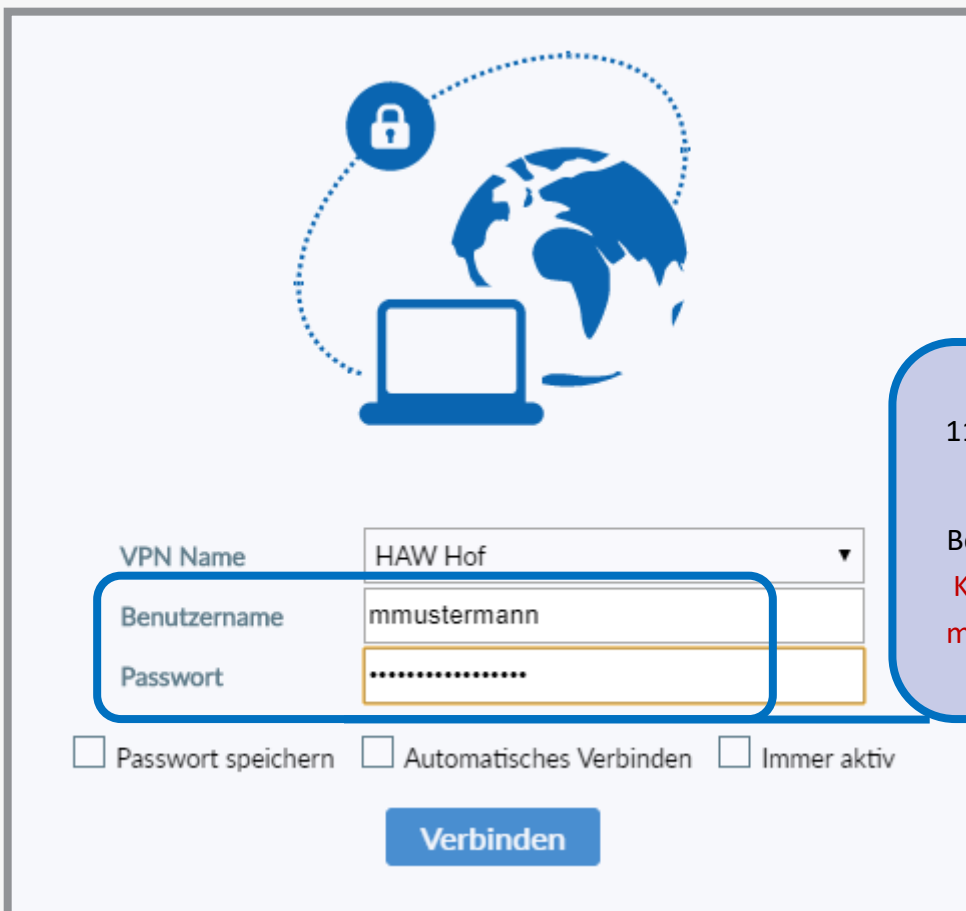 VPN Name HAW Hof
Benutzername mmustermann
Passwort •••••••••••••••••
Passwort speichern Automatisches Verbinden Immer aktiv
Verbinden